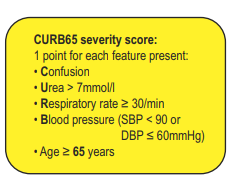 CURB65 severity score:
1 point for each feature present:
• Confusion
• Urea > 7mmol/l
• Respiratory rate ≥ 30/min
• Blood pressure (SBP < 90 or
DBP ≤ 60mmHg)
• Age ≥ 65 years